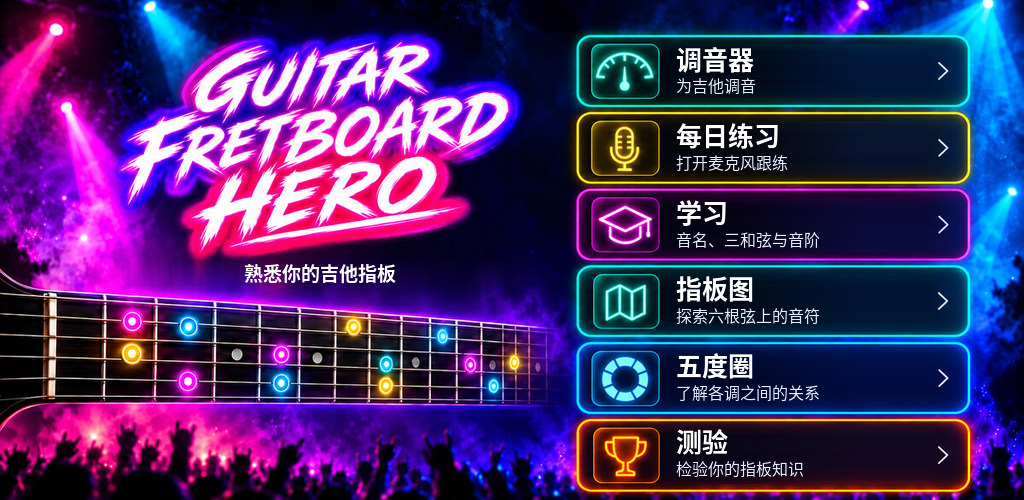 GUITAR
FRETBOARD
HERO
熟悉你的吉他指板
调音器
为吉他调音
每日练习
打开麦克风跟练
学习
音名、三和弦与音阶
指板图
探索六根弦上的音符
五度圈
了解各调之间的关系
测验
检验你的指板知识